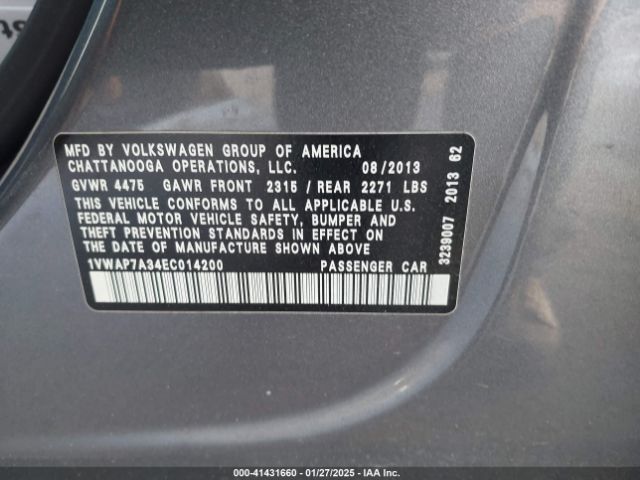 MFD BY VOLKSWAGEN GROUP OF AMERICA
CHATTANOOGA OPERATIONS, LLC. 08/2013
GVWR 4475 GAWR FRONT 2315 / REAR 2271 LBS
THIS VEHICLE CONFORMS TO ALL APPLICABLE U.S.
FEDERAL MOTOR VEHICLE SAFETY, BUMPER AND
THEFT PREVENTION STANDARDS IN EFFECT ON
THE DATE OF MANUFACTURE SHOWN ABOVE
1VWAP7A34EC014200 PASSENGER CAR
3239007 2013 62
000-41431660 - 01/27/2025 - IAA Inc.